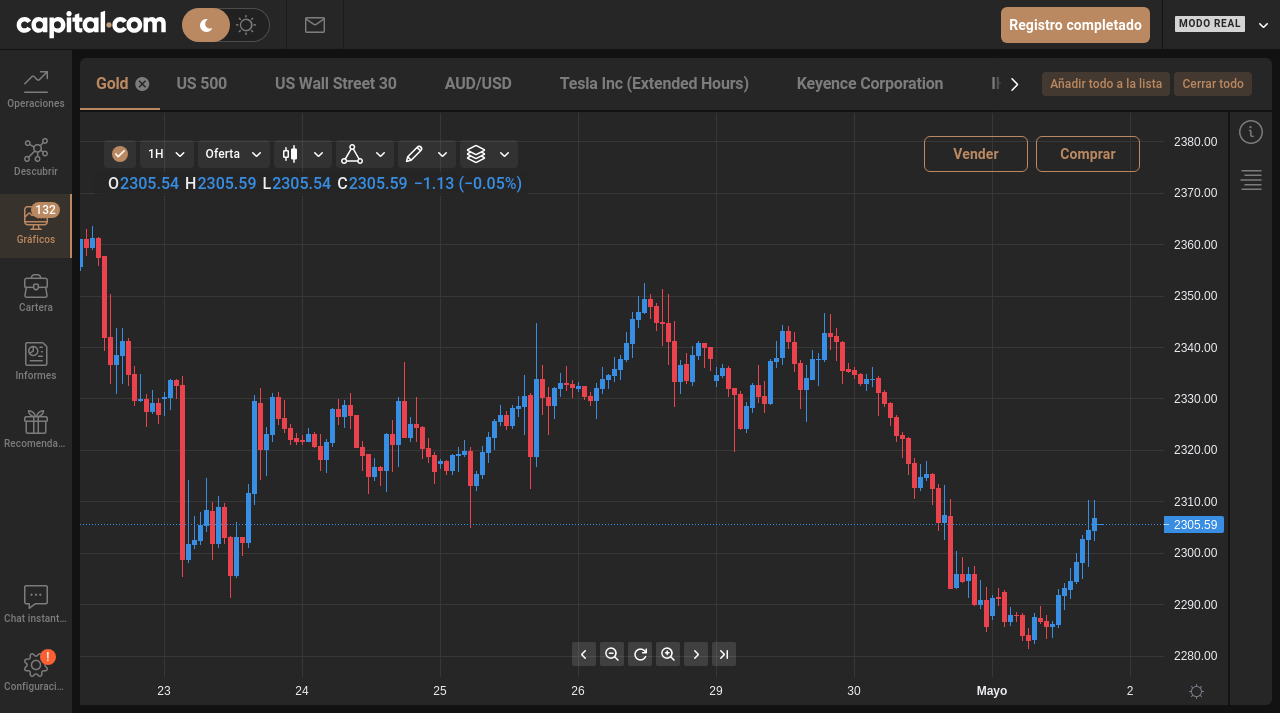 capital.com
Registro completado
MODO REAL
Operaciones
Descubrir
132
Gráficos
Cartera
Informes
Recomenda...
Chat instant...
!
Configuraci...
Gold
US 500
US Wall Street 30
AUD/USD
Tesla Inc (Extended Hours)
Keyence Corporation
Añadir todo a la lista
Cerrar todo
1H
Oferta
Vender
Comprar
O2305.54 H2305.59 L2305.54 C2305.59 −1.13 (−0.05%)
2380.00
2370.00
2360.00
2350.00
2340.00
2330.00
2320.00
2310.00
2305.59
2300.00
2290.00
2280.00
23 24 25 26 29 30 Mayo 2